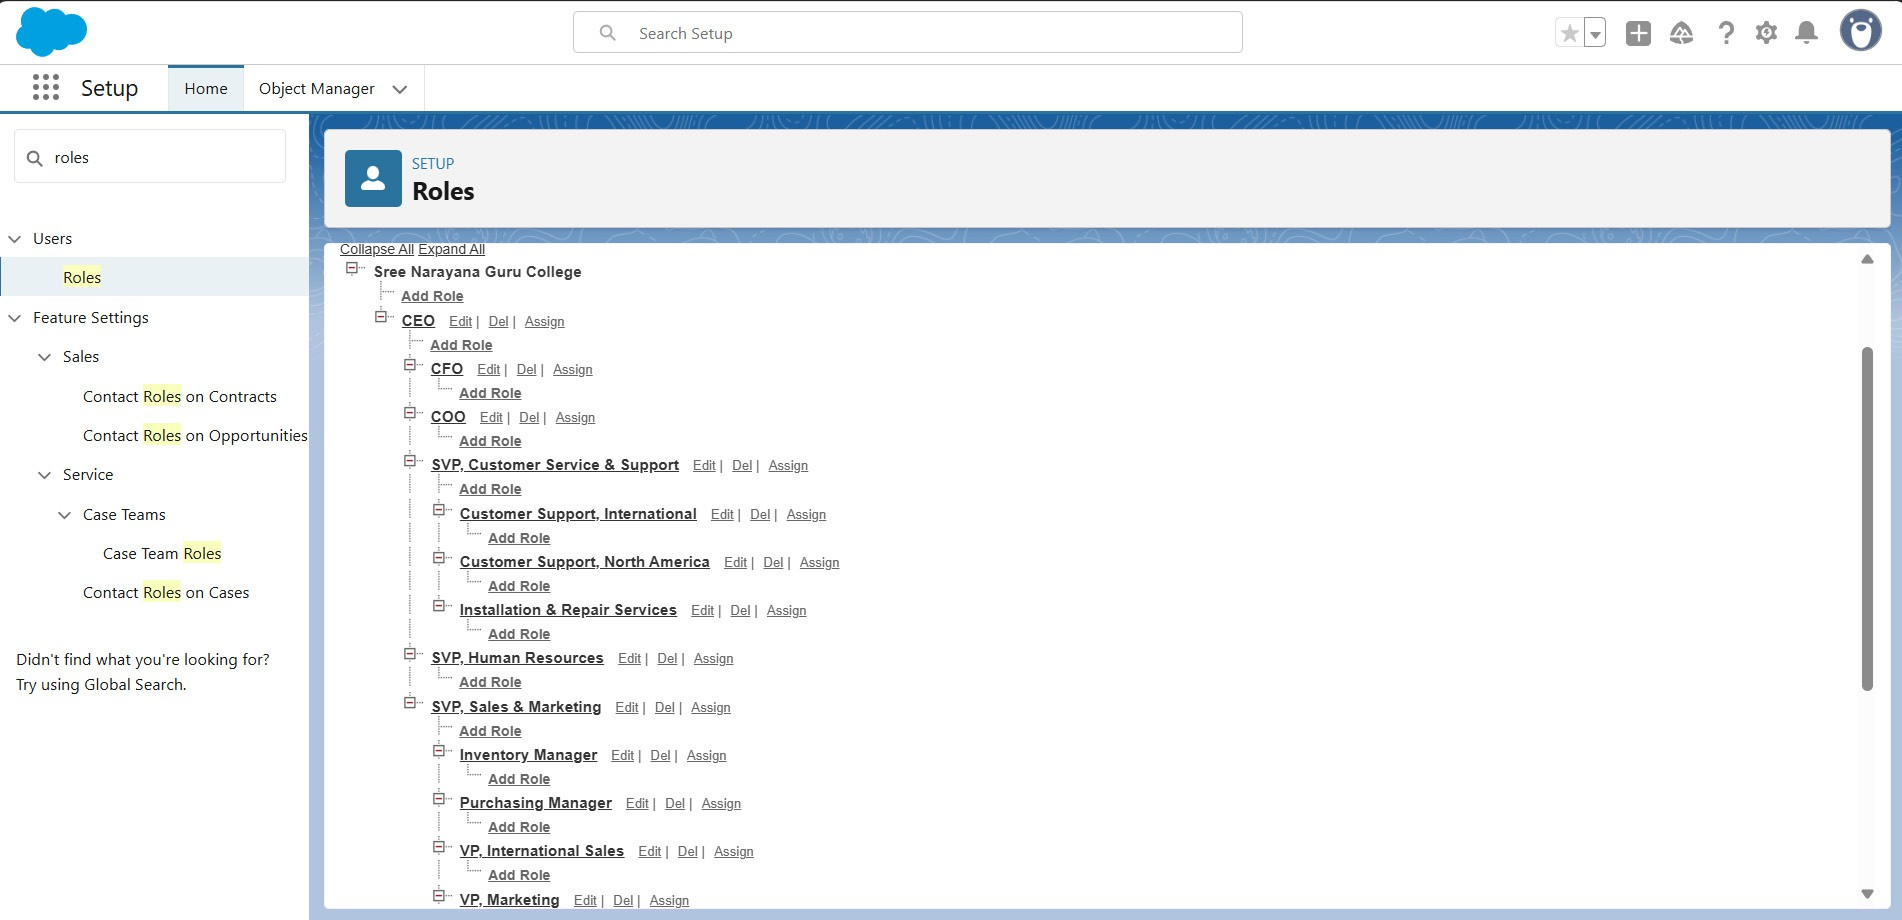 Search Setup
Setup
Home
Object Manager
roles
Users
Roles
Feature Settings
Sales
Contact Roles on Contracts
Contact Roles on Opportunities
Service
Case Teams
Case Team Roles
Contact Roles on Cases
Didn't find what you're looking for?
Try using Global Search.
SETUP
Roles
Collapse All Expand All
Sree Narayana Guru College
Add Role
CEO Edit | Del | Assign
Add Role
CFO Edit | Del | Assign
Add Role
COO Edit | Del | Assign
Add Role
SVP, Customer Service & Support Edit | Del | Assign
Add Role
Customer Support, International Edit | Del | Assign
Add Role
Customer Support, North America Edit | Del | Assign
Add Role
Installation & Repair Services Edit | Del | Assign
Add Role
SVP, Human Resources Edit | Del | Assign
Add Role
SVP, Sales & Marketing Edit | Del | Assign
Add Role
Inventory Manager Edit | Del | Assign
Add Role
Purchasing Manager Edit | Del | Assign
Add Role
VP, International Sales Edit | Del | Assign
Add Role
VP, Marketing Edit | Del | Assign